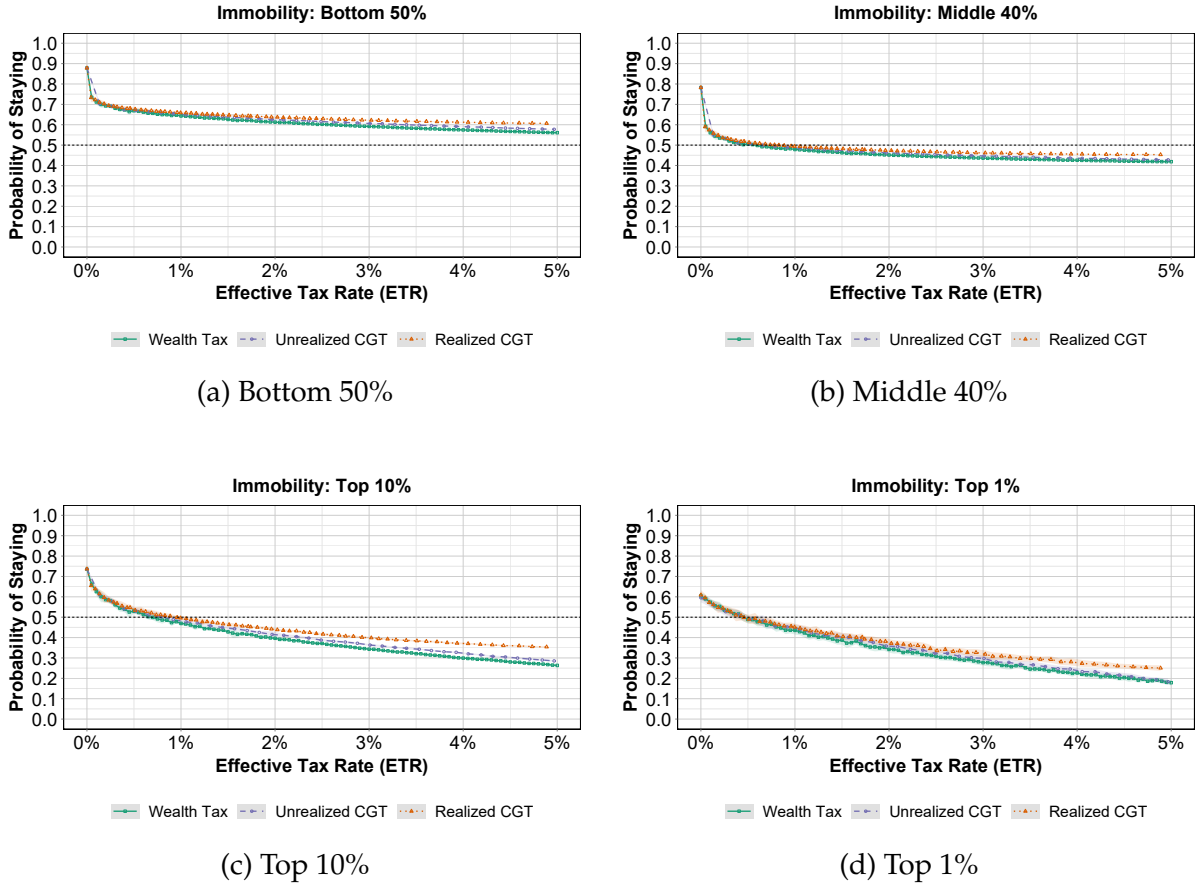 Immobility: Bottom 50%
Probability of Staying
1.0
0.9
0.8
0.7
0.6
0.5
0.4
0.3
0.2
0.1
0.0
0% 1% 2% 3% 4% 5%
Effective Tax Rate (ETR)
Wealth Tax Unrealized CGT Realized CGT
(a) Bottom 50%
Immobility: Middle 40%
Probability of Staying
1.0
0.9
0.8
0.7
0.6
0.5
0.4
0.3
0.2
0.1
0.0
0% 1% 2% 3% 4% 5%
Effective Tax Rate (ETR)
Wealth Tax Unrealized CGT Realized CGT
(b) Middle 40%
Immobility: Top 10%
Probability of Staying
1.0
0.9
0.8
0.7
0.6
0.5
0.4
0.3
0.2
0.1
0.0
0% 1% 2% 3% 4% 5%
Effective Tax Rate (ETR)
Wealth Tax Unrealized CGT Realized CGT
(c) Top 10%
Immobility: Top 1%
Probability of Staying
1.0
0.9
0.8
0.7
0.6
0.5
0.4
0.3
0.2
0.1
0.0
0% 1% 2% 3% 4% 5%
Effective Tax Rate (ETR)
Wealth Tax Unrealized CGT Realized CGT
(d) Top 1%